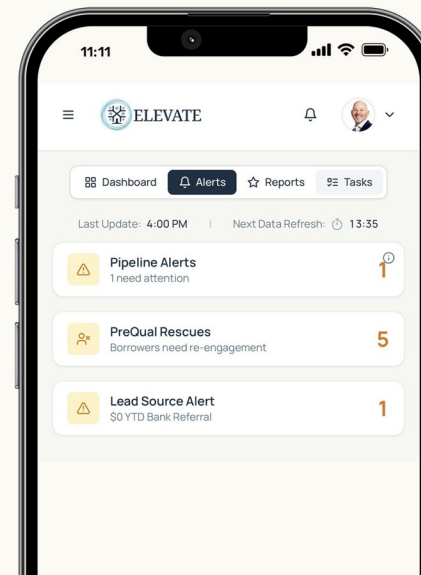 11:11
ELEVATE
Dashboard Alerts Reports Tasks
Last Update: 4:00 PM | Next Data Refresh: 13:35
Pipeline Alerts
1 need attention
1
PreQual Rescues
Borrowers need re-engagement
5
Lead Source Alert
$0 YTD Bank Referral
1